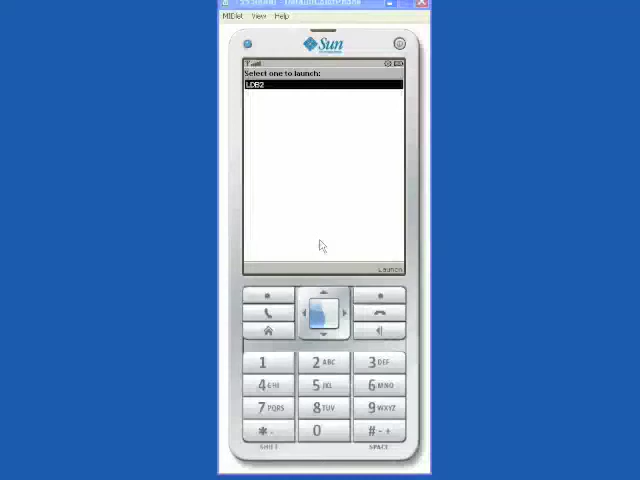 MIDlet View Help
Sun
Select one to launch:
LDB2
Launch
1
2 ABC
3 DEF
4 GHI
5 JKL
6 MNO
7 PQRS
8 TUV
9 WXYZ
* .
0
# - +
SHIFT
SPACE